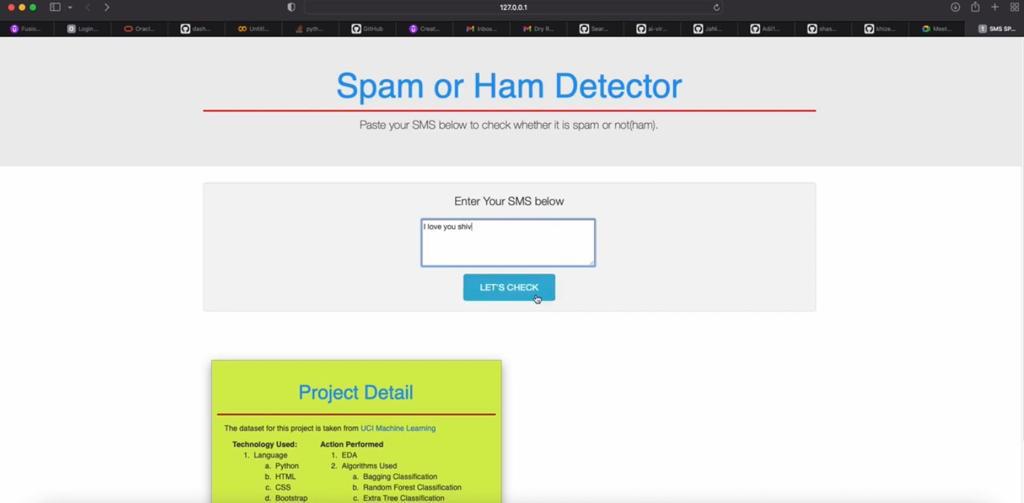 127.0.0.1
Fusio...
Login...
Oracl...
dash...
Untitl...
pyth...
GitHub
Creat...
Inbox...
Dry R...
Sear...
ai-vir...
shas...
Meet...
SMS SP...
Spam or Ham Detector
Paste your SMS below to check whether it is spam or not(ham).
Enter Your SMS below
I love you shiv
LET'S CHECK
Project Detail
The dataset for this project is taken from UCI Machine Learning
Technology Used:
1. Language
a. Python
b. HTML
c. CSS
d. Bootstrap
Action Performed
1. EDA
2. Algorithms Used
a. Bagging Classification
b. Random Forest Classification
c. Extra Tree Classification